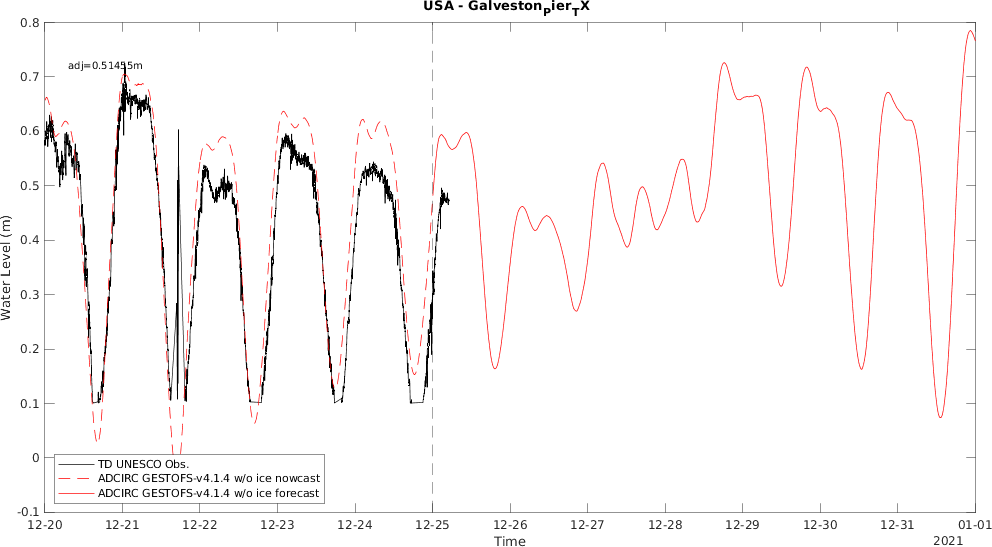 USA - Galveston_Pier_TX
0.8
0.7
0.6
0.5
0.4
0.3
0.2
0.1
0
-0.1
Water Level (m)
adj=0.51455m
TD UNESCO Obs.
ADCIRC GESTOFS-v4.1.4 w/o ice nowcast
ADCIRC GESTOFS-v4.1.4 w/o ice forecast
12-20 12-21 12-22 12-23 12-24 12-25 12-26 12-27 12-28 12-29 12-30 12-31 01-01
Time
2021